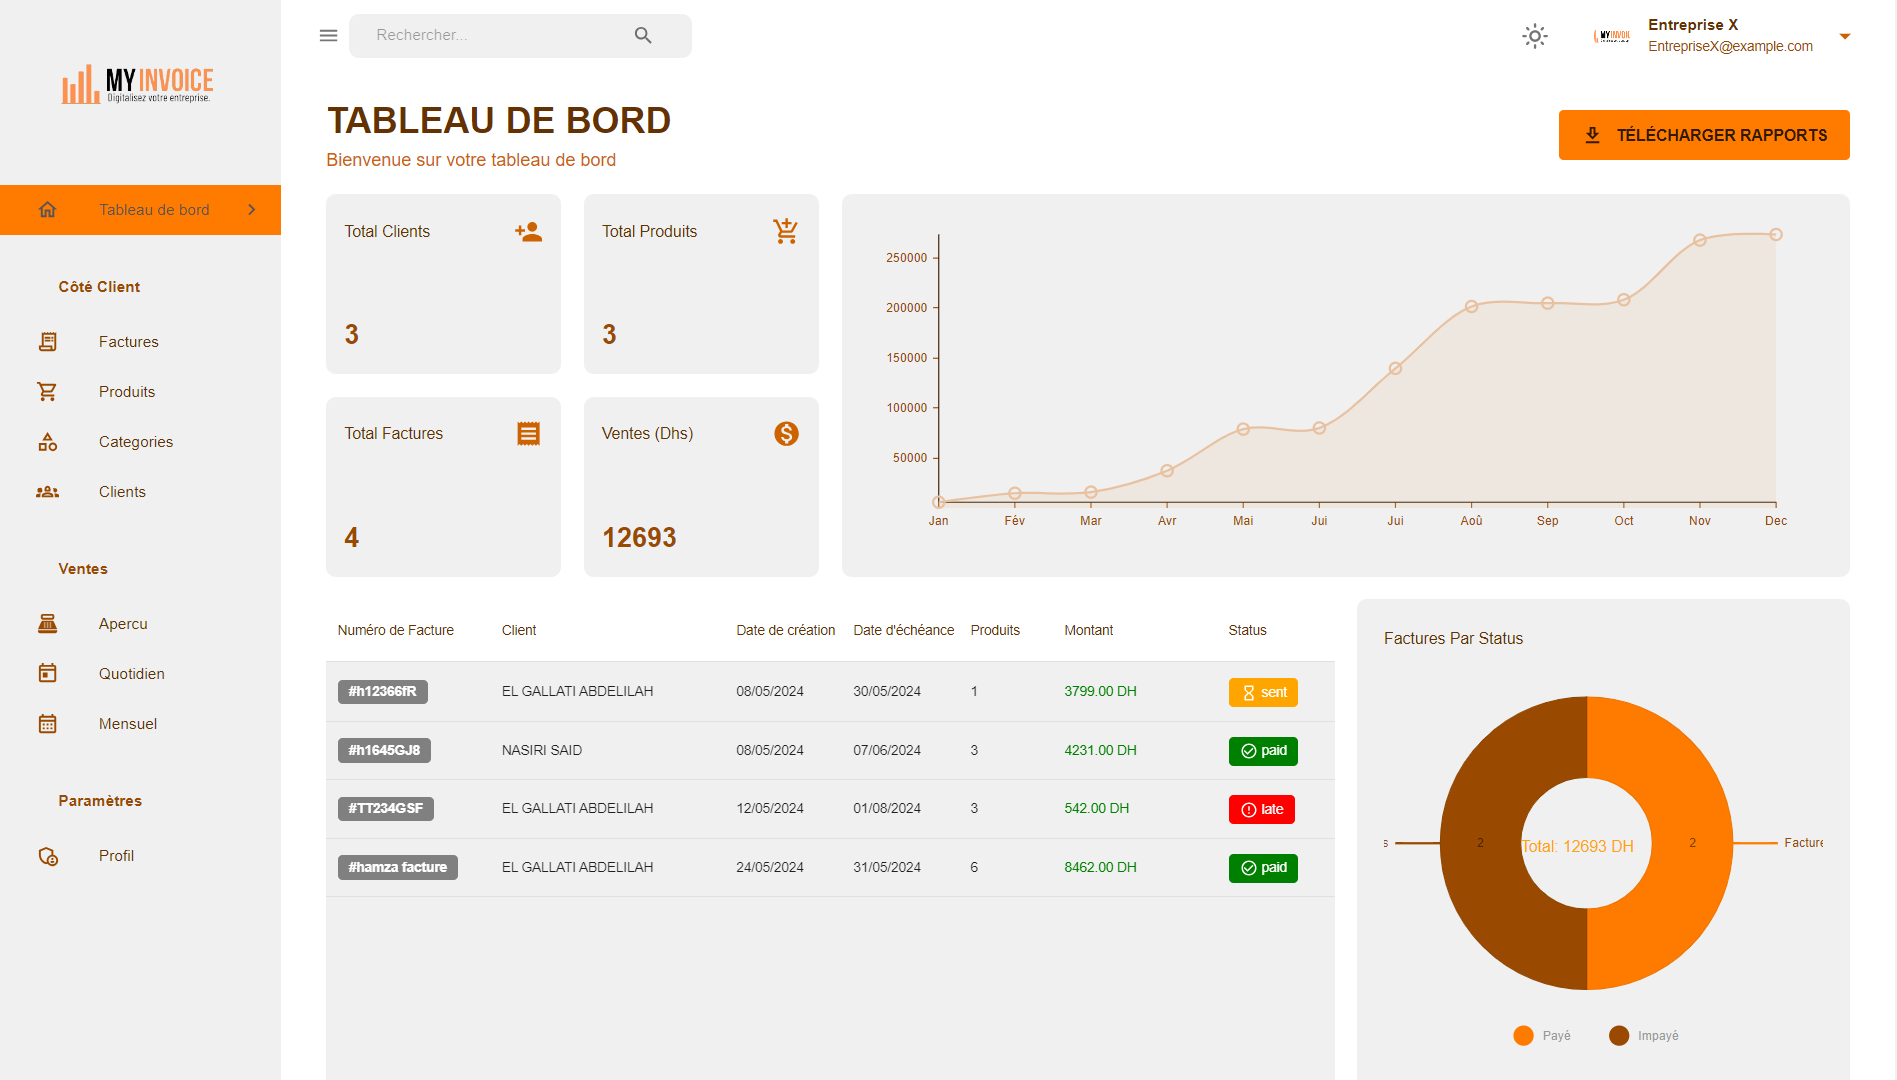 MY INVOICE
Digitalisez votre entreprise.
Tableau de bord
Côté Client
Factures
Produits
Categories
Clients
Ventes
Apercu
Quotidien
Mensuel
Paramètres
Profil
Rechercher...
Entreprise X
EntrepriseX@example.com
TABLEAU DE BORD
Bienvenue sur votre tableau de bord
TÉLÉCHARGER RAPPORTS
Total Clients
3
Total Produits
3
Total Factures
4
Ventes (Dhs)
12693
250000
200000
150000
100000
50000
Jan Fév Mar Avr Mai Jui Jui Aoû Sep Oct Nov Dec
Numéro de Facture Client Date de création Date d'échéance Produits Montant Status
#h12366fR EL GALLATI ABDELILAH 08/05/2024 30/05/2024 1 3799.00 DH sent
#h1645GJ8 NASIRI SAID 08/05/2024 07/06/2024 3 4231.00 DH paid
#TT234GSF EL GALLATI ABDELILAH 12/05/2024 01/08/2024 3 542.00 DH late
#hamza facture EL GALLATI ABDELILAH 24/05/2024 31/05/2024 6 8462.00 DH paid
Factures Par Status
s 2 Total: 12693 DH 2 Facture
Payé Impayé